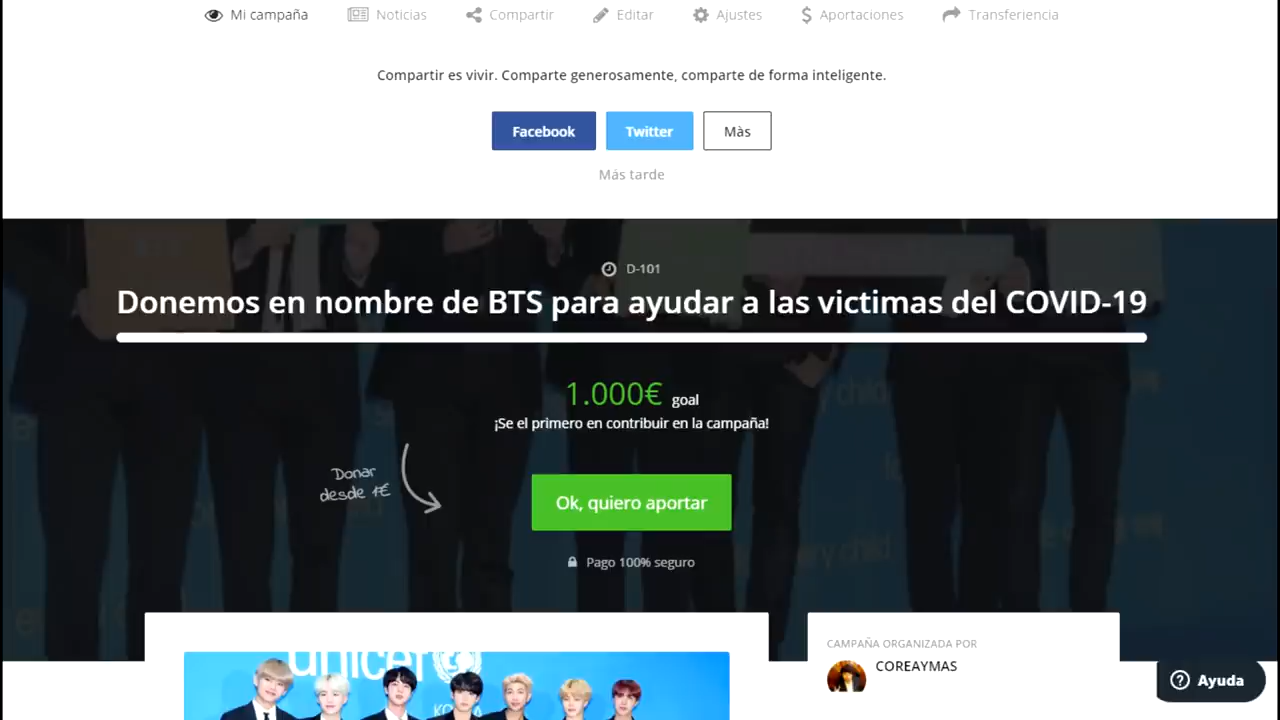 Mi campaña Noticias Compartir Editar Ajustes Aportaciones Transferiencia
Compartir es vivir. Comparte generosamente, comparte de forma inteligente.
Facebook Twitter Màs
Más tarde
D-101
Donemos en nombre de BTS para ayudar a las victimas del COVID-19
1.000€ goal
¡Se el primero en contribuir en la campaña!
Donar
desde 1€
Ok, quiero aportar
Pago 100% seguro
CAMPAÑA ORGANIZADA POR
COREAYMAS
unicef
Ayuda